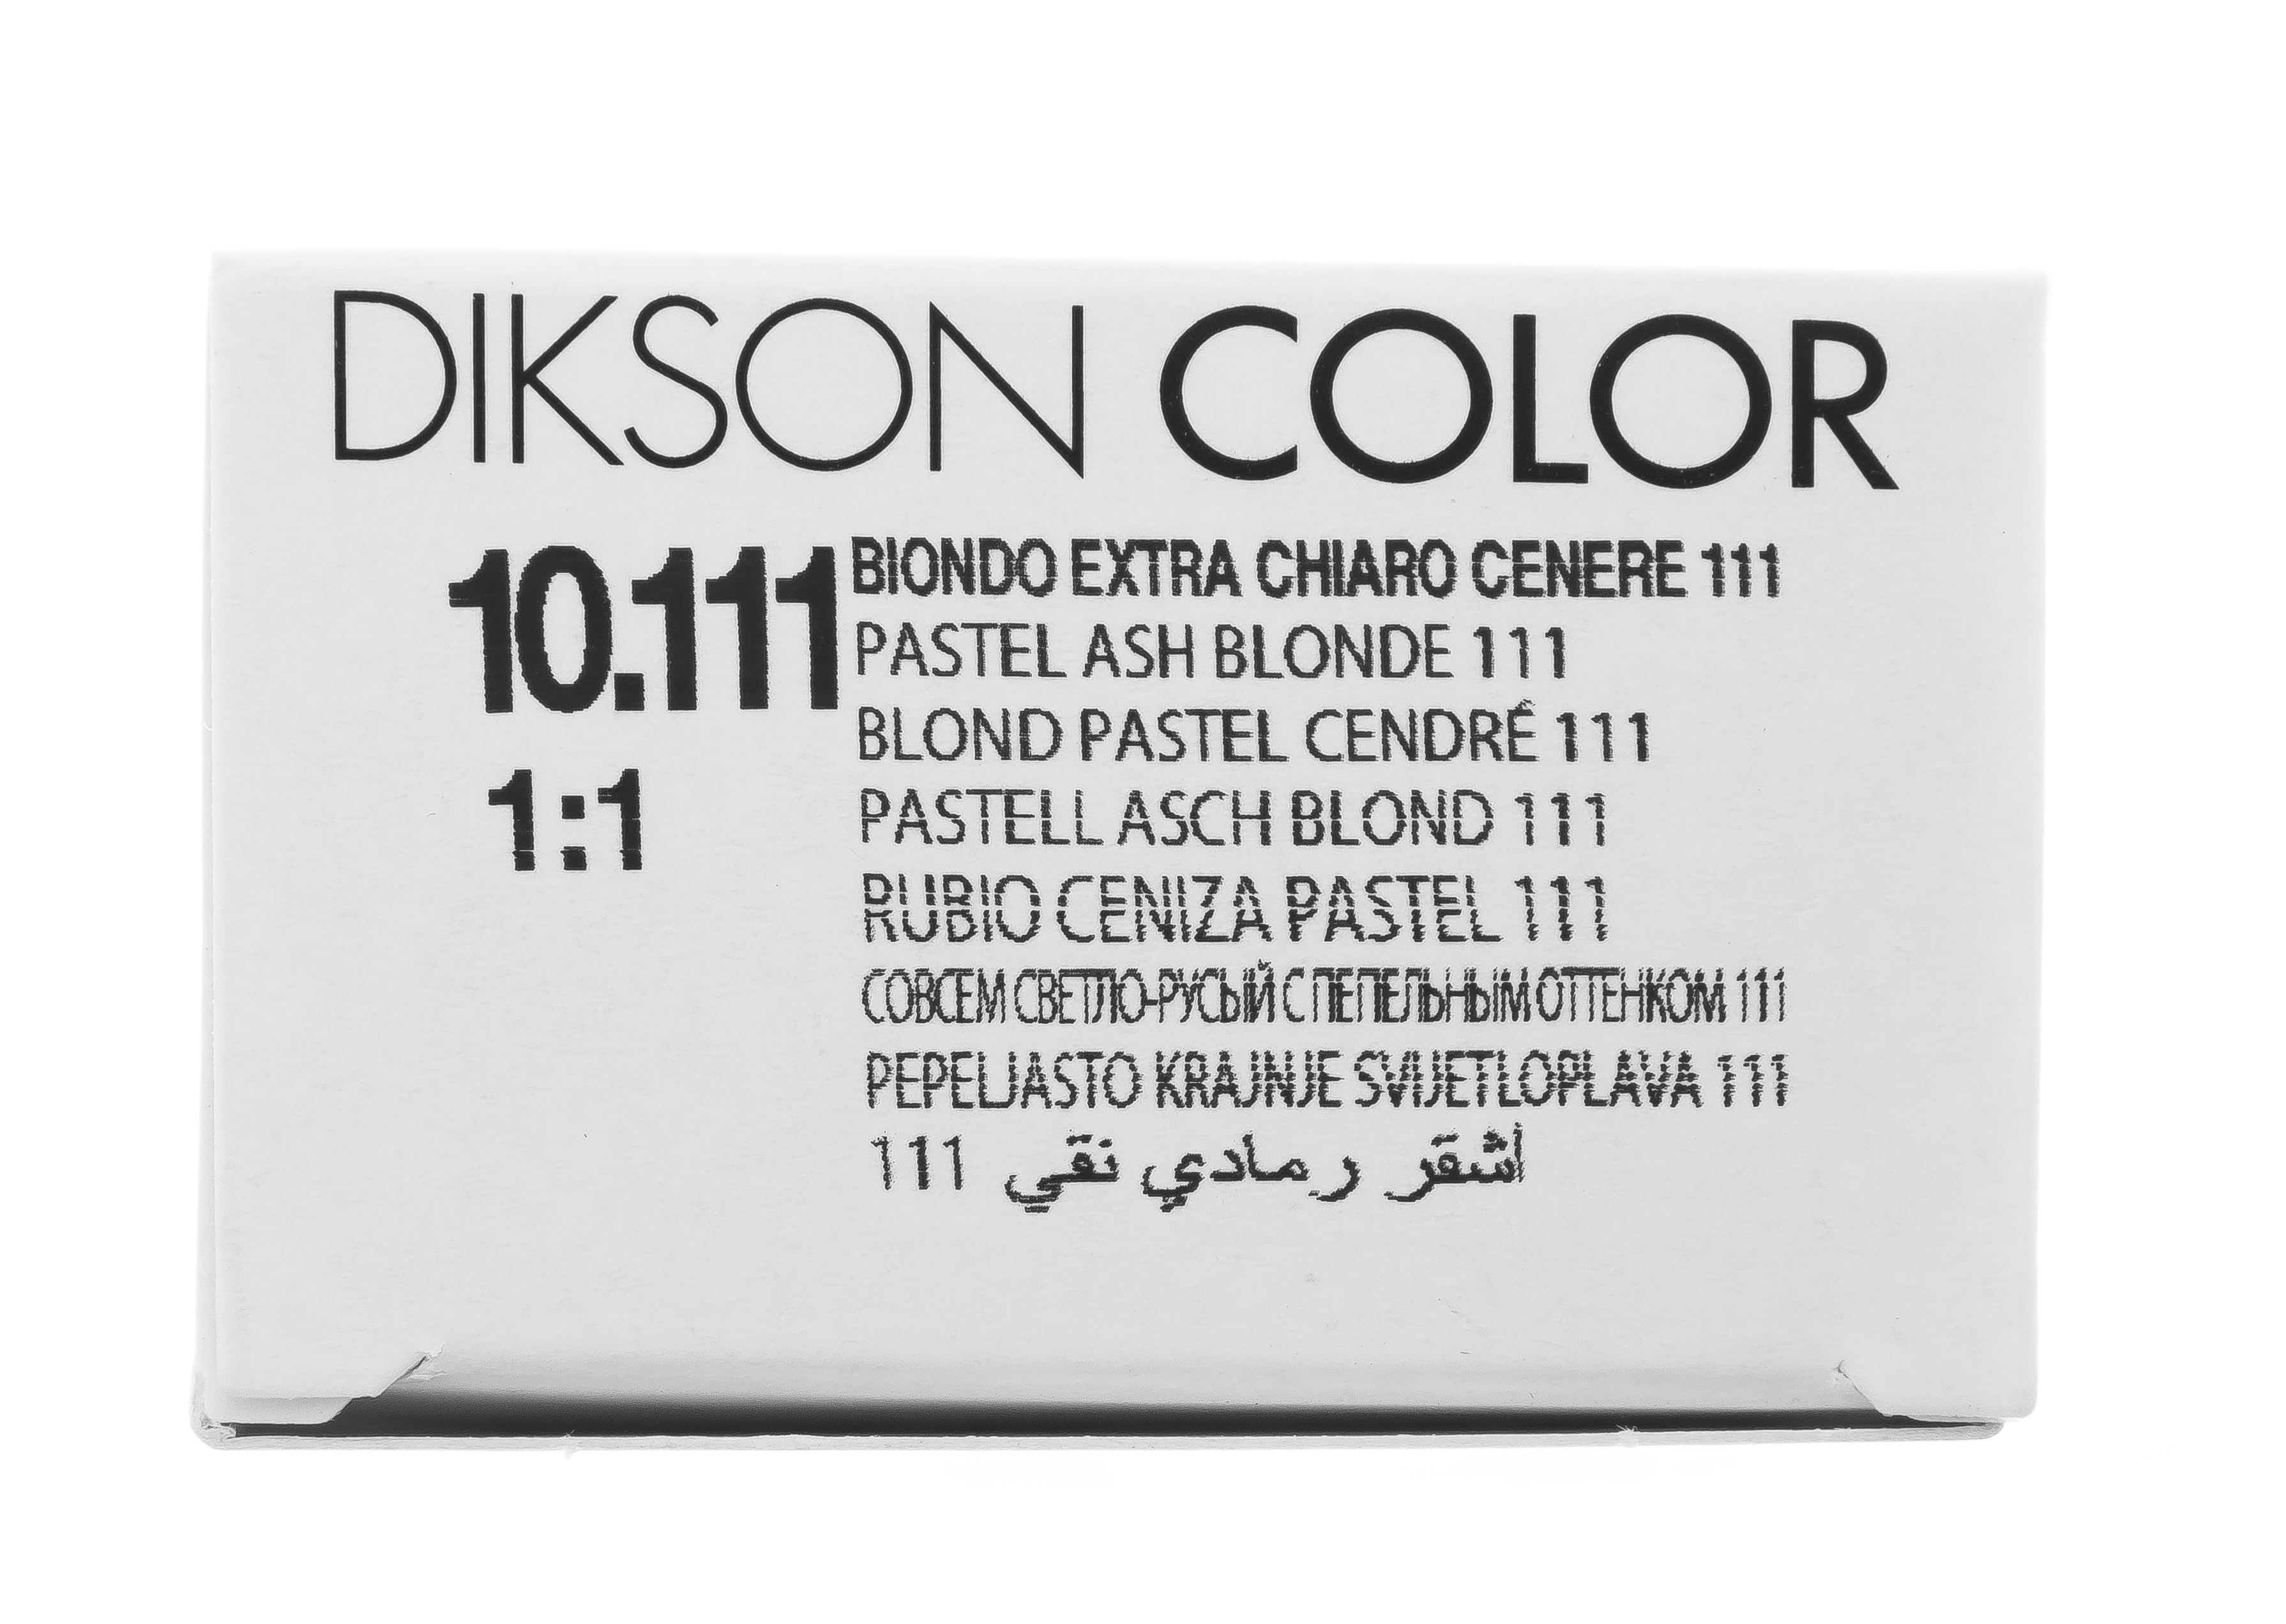 DIKSON COLOR
10.111
1:1
BIONDO EXTRA CHIARO CENERE 111
PASTEL ASH BLONDE 111
BLOND PASTEL CENDRÉ 111
PASTELL ASCH BLOND 111
RUBIO CENIZA PASTEL 111
СОВСЕМ СВЕТЛО-РУСЫЙ С ПЕПЕЛЬНЫМ ОТТЕНКОМ 111
PEPELJASTO KRAJNJE SVIJETLOPLAVA 111
أشقر رمادي نقي 111